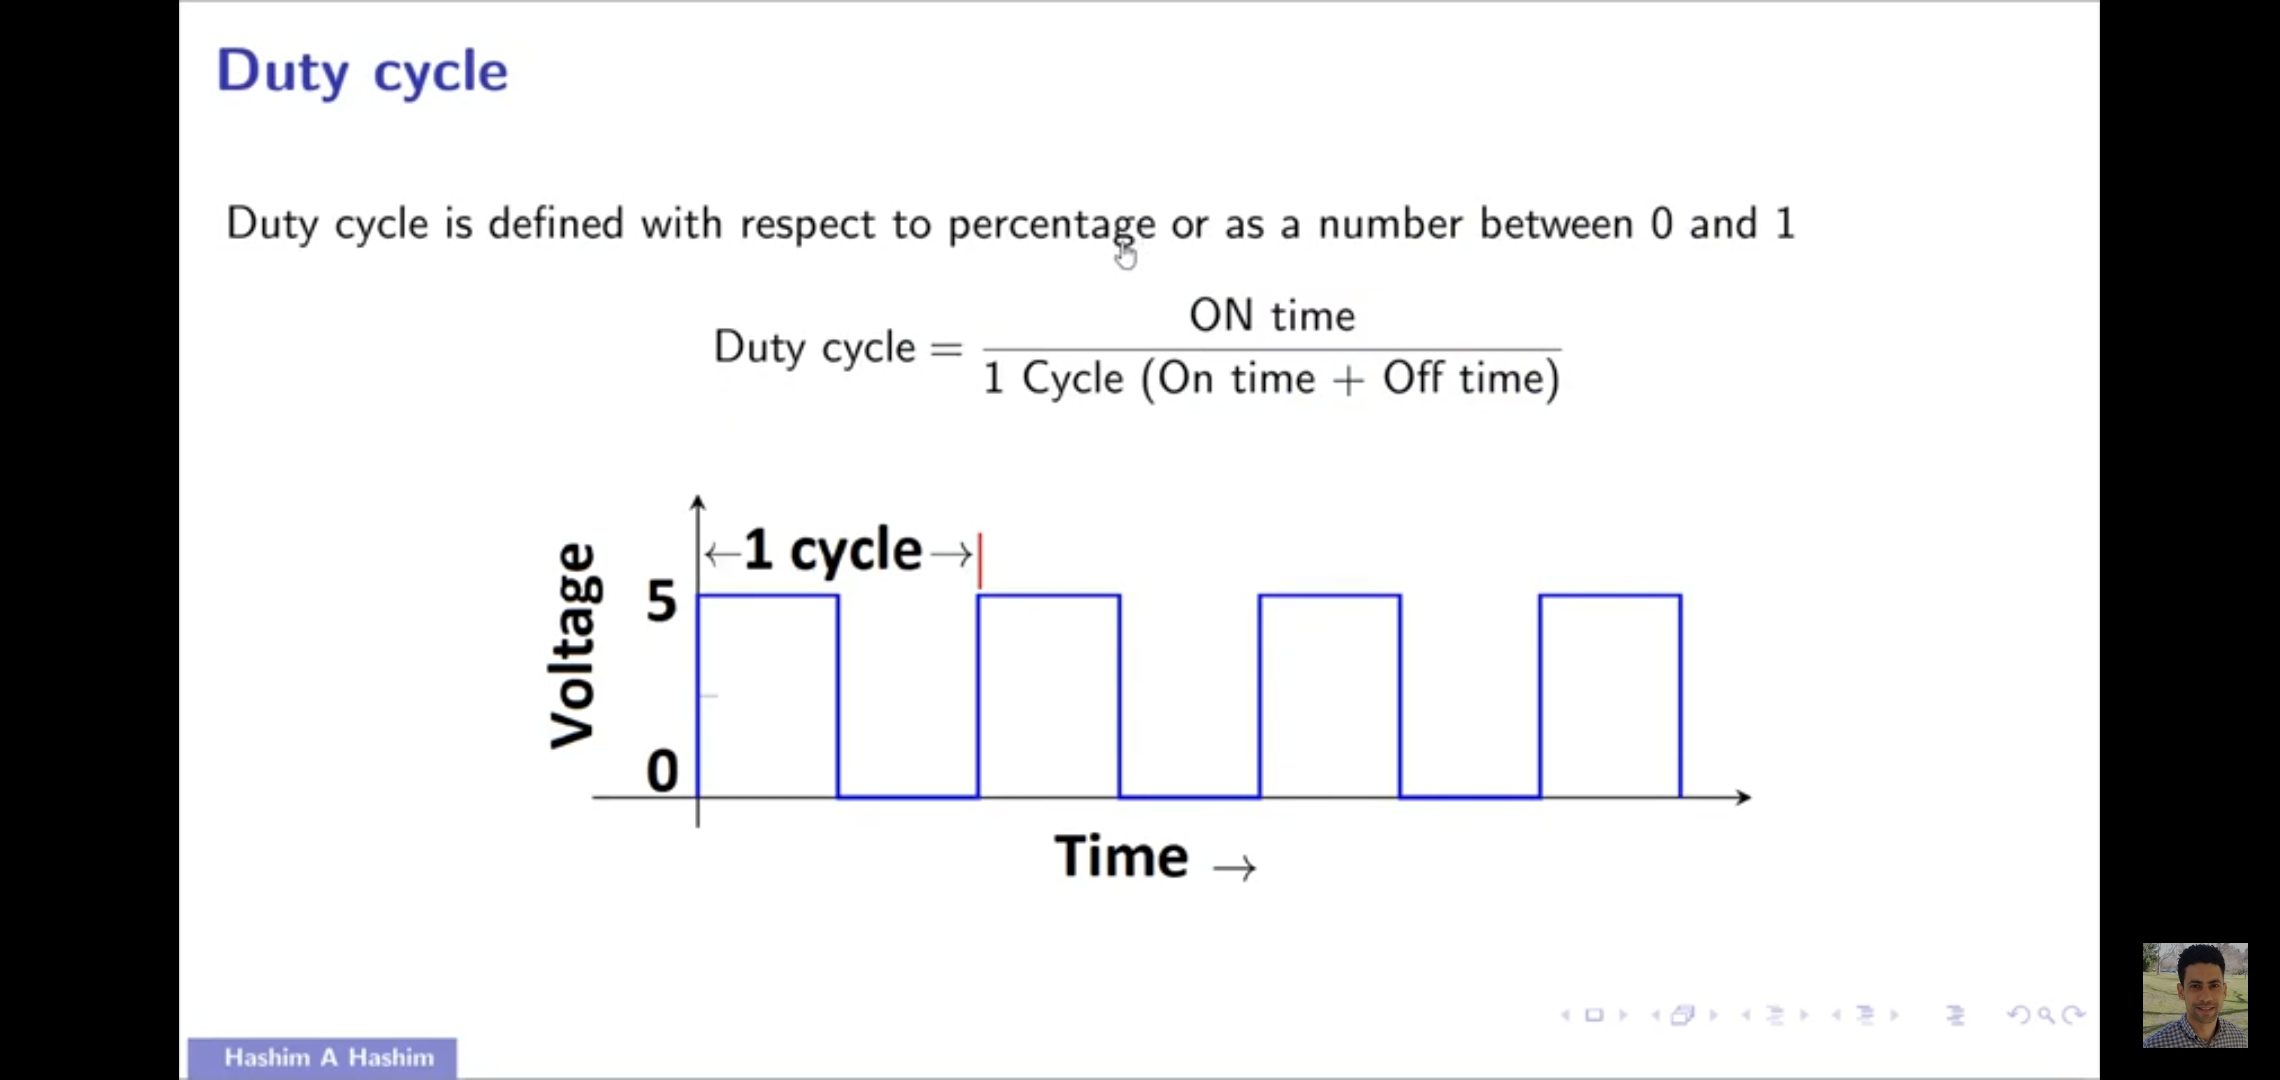 Duty cycle
Duty cycle is defined with respect to percentage or as a number between 0 and 1
ON time
Duty cycle =
1 Cycle (On time + Off time)
←1 cycle→
Voltage
5
0
Time →
Hashim A Hashim